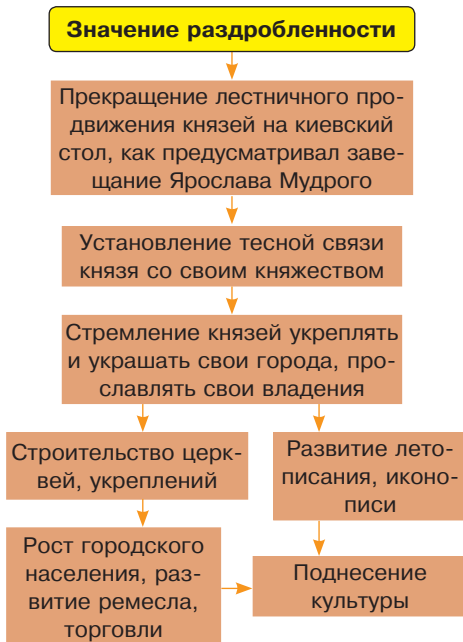 Значение раздробленности
Прекращение лестничного про-
движения князей на киевский
стол, как предусматривал заве-
щание Ярослава Мудрого
Установление тесной связи
князя со своим княжеством
Стремление князей укреплять
и украшать свои города, про-
славлять свои владения
Строительство церк-
вей, укреплений
Развитие лето-
писания, иконо-
писи
Рост городского
населения, раз-
витие ремесла,
торговли
Поднесение
культуры